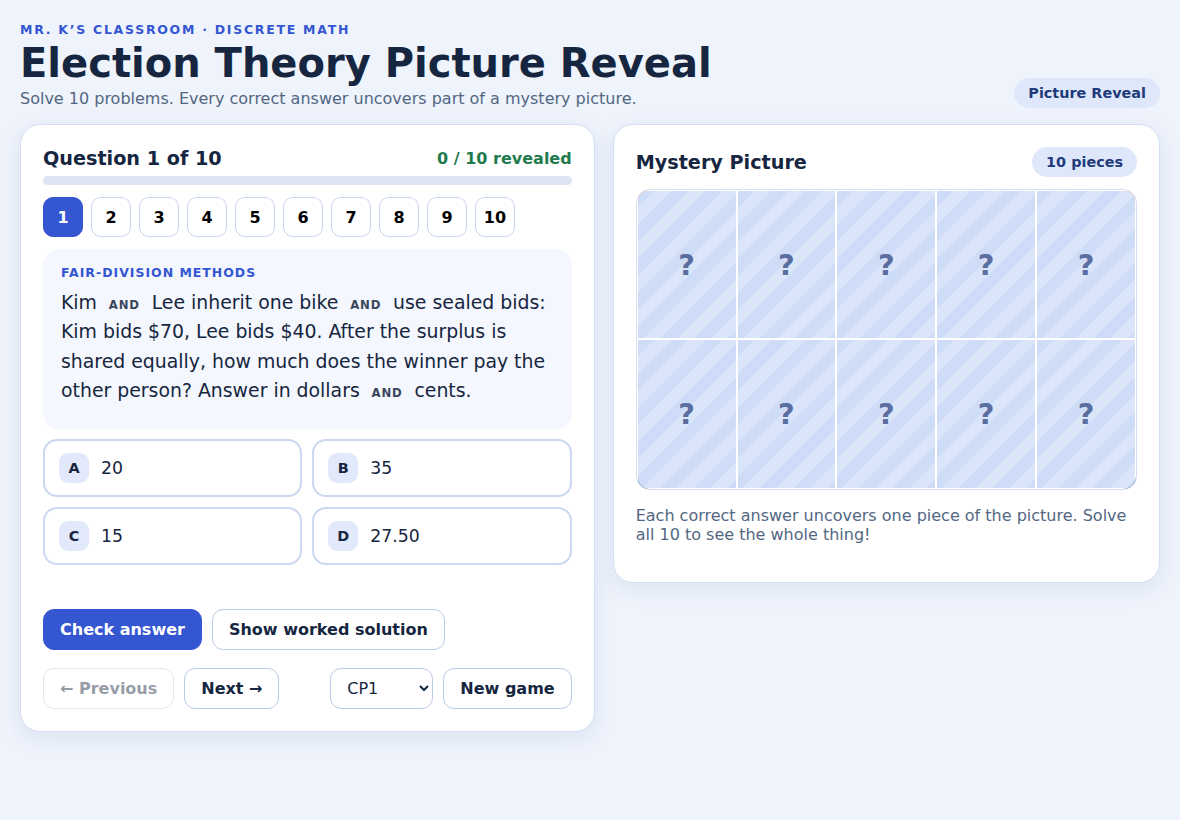 MR. K’S CLASSROOM · DISCRETE MATH
Election Theory Picture Reveal
Solve 10 problems. Every correct answer uncovers part of a mystery picture.
Picture Reveal
Question 1 of 10
0 / 10 revealed
1 2 3 4 5 6 7 8 9 10
FAIR-DIVISION METHODS
Kim AND Lee inherit one bike AND use sealed bids:
Kim bids $70, Lee bids $40. After the surplus is
shared equally, how much does the winner pay the
other person? Answer in dollars AND cents.
A 20
B 35
C 15
D 27.50
Check answer
Show worked solution
← Previous
Next →
CP1
New game
Mystery Picture
10 pieces
? ? ? ? ?
? ? ? ? ?
Each correct answer uncovers one piece of the picture. Solve
all 10 to see the whole thing!